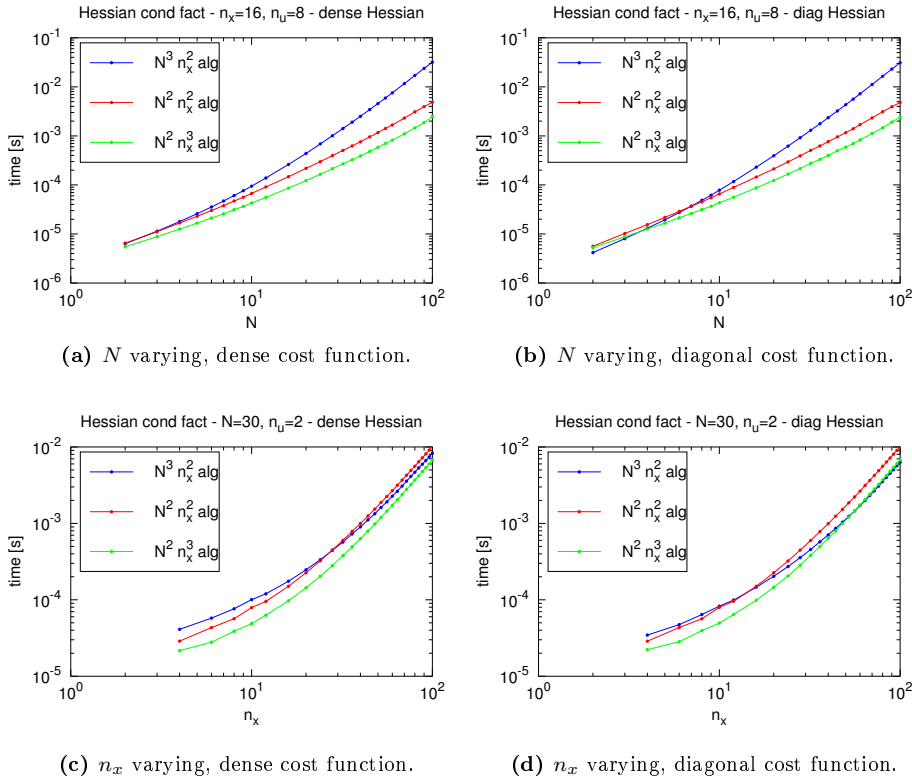 Hessian cond fact - nx=16, nu=8 - dense Hessian
10^-1
10^-2
10^-3
10^-4
10^-5
10^-6
time [s]
N^3 n_x^2 alg
N^2 n_x^2 alg
N^2 n_x^3 alg
10^0 10^1 10^2
N
(a) N varying, dense cost function.
Hessian cond fact - nx=16, nu=8 - diag Hessian
10^-1
10^-2
10^-3
10^-4
10^-5
10^-6
time [s]
N^3 n_x^2 alg
N^2 n_x^2 alg
N^2 n_x^3 alg
10^0 10^1 10^2
N
(b) N varying, diagonal cost function.
Hessian cond fact - N=30, nu=2 - dense Hessian
10^-2
10^-3
10^-4
10^-5
time [s]
N^3 n_x^2 alg
N^2 n_x^2 alg
N^2 n_x^3 alg
10^0 10^1 10^2
n_x
(c) n_x varying, dense cost function.
Hessian cond fact - N=30, nu=2 - diag Hessian
10^-2
10^-3
10^-4
10^-5
time [s]
N^3 n_x^2 alg
N^2 n_x^2 alg
N^2 n_x^3 alg
10^0 10^1 10^2
n_x
(d) n_x varying, diagonal cost function.